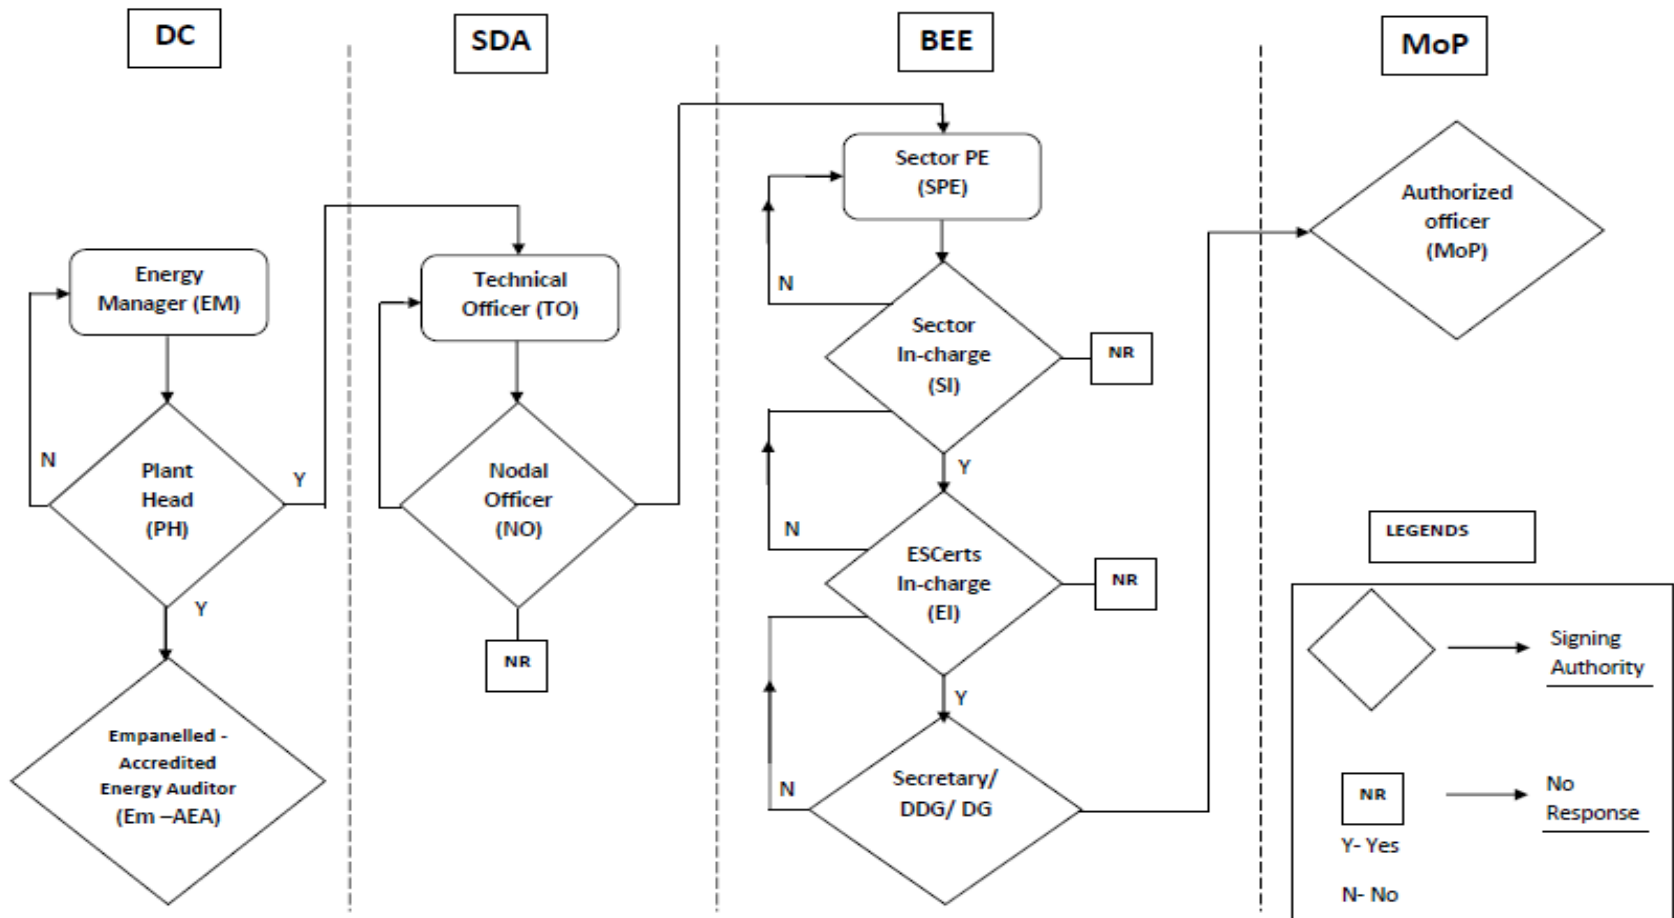 DC
SDA
BEE
MoP
Energy
Manager (EM)
N
Plant
Head
(PH)
Y
Y
Empanelled -
Accredited
Energy Auditor
(Em –AEA)
Technical
Officer (TO)
Nodal
Officer
(NO)
NR
Sector PE
(SPE)
N
Sector
In-charge
(SI)
NR
Y
N
ESCerts
In-charge
(EI)
NR
Y
N
Secretary/
DDG/ DG
Authorized
officer
(MoP)
LEGENDS
Signing
Authority
NR
No
Response
Y- Yes
N- No